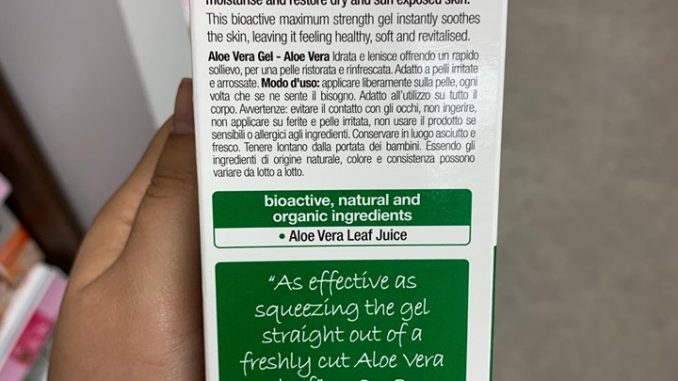 moisturise and restore dry and sun exposed skin.
This bioactive maximum strength gel instantly soothes
the skin, leaving it feeling healthy, soft and revitalised.
Aloe Vera Gel - Aloe Vera Idrata e lenisce offrendo un rapido
sollievo, per una pelle ristorata e rinfrescata. Adatto a pelli irritate
e arrossate. Modo d'uso: applicare liberamente sulla pelle, ogni
volta che se ne sente il bisogno. Adatto all'utilizzo su tutto il
corpo. Avvertenze: evitare il contatto con gli occhi, non ingerire,
non applicare su ferite e pelle irritata, non usare il prodotto se
sensibili o allergici agli ingredienti. Conservare in luogo asciutto e
fresco. Tenere lontano dalla portata dei bambini. Essendo gli
ingredienti di origine naturale, colore e consistenza possono
variare da lotto a lotto.
bioactive, natural and
organic ingredients
• Aloe Vera Leaf Juice
"As effective as
squeezing the gel
straight out of a
freshly cut Aloe Vera